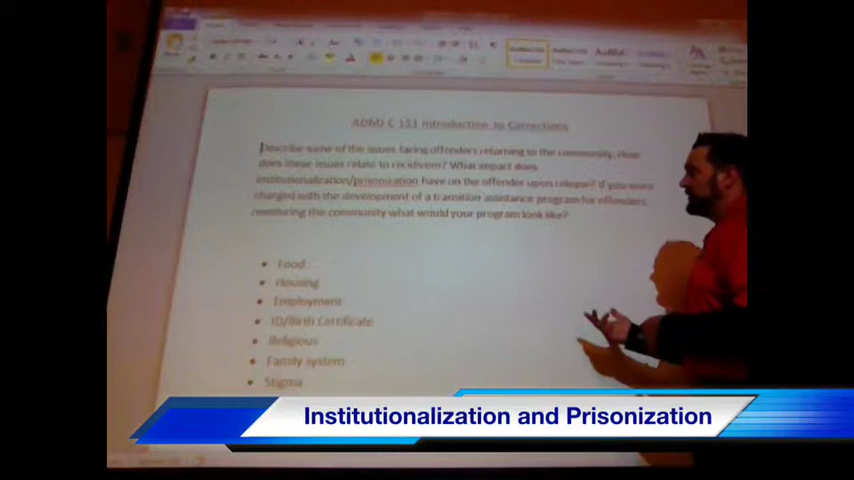 ADMJ C 151 Introduction to Corrections
Describe some of the issues facing offenders returning to the community. How
does these issues relate to recidivism? What impact does
institutionalization/prisonization have on the offender upon release? If you were
charged with the development of a transition assistance program for offenders
reentering the community what would your program look like?
Food
Housing
Employment
ID/Birth Certificate
Religious
Family system
Stigma
Institutionalization and Prisonization